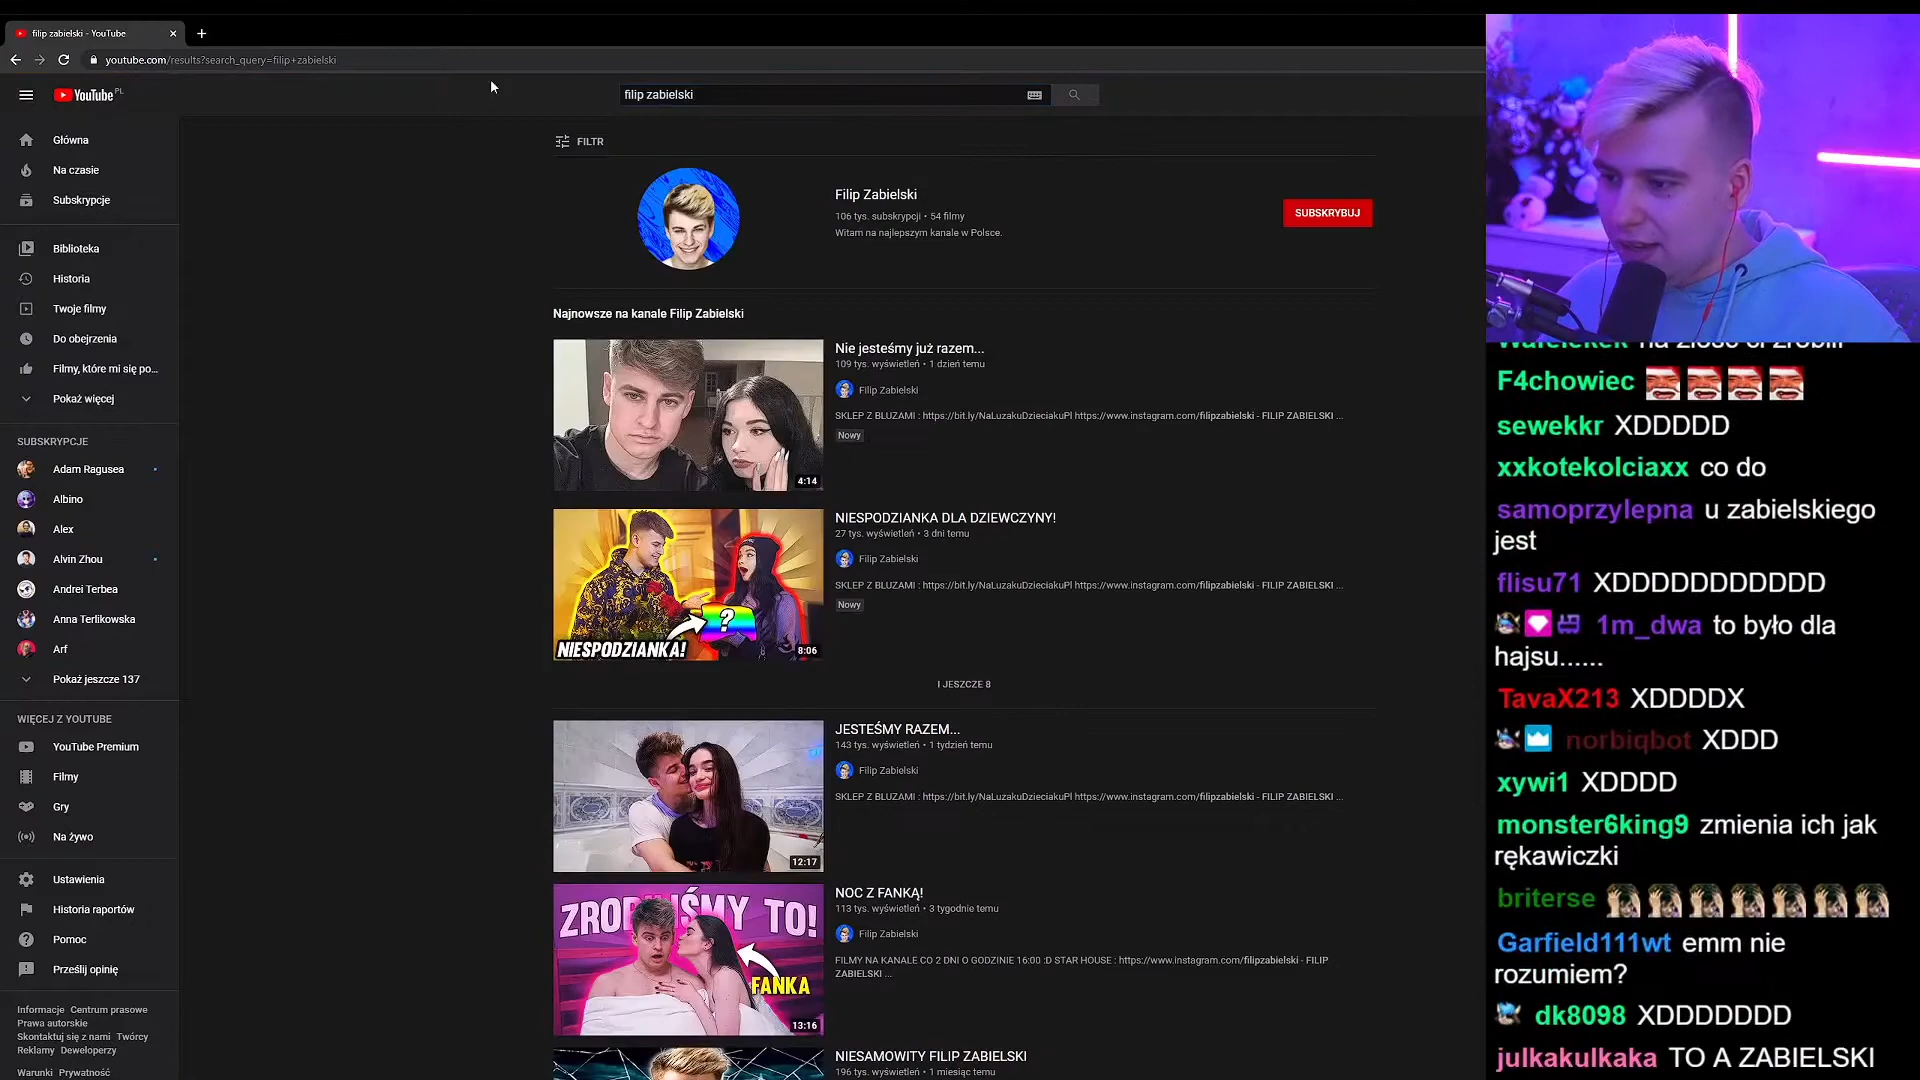 filip zabielski - YouTube
youtube.com/results?search_query=filip+zabielski
YouTube PL
filip zabielski
Główna
Na czasie
Subskrypcje
Biblioteka
Historia
Twoje filmy
Do obejrzenia
Filmy, które mi się po...
Pokaż więcej
SUBSKRYPCJE
Adam Ragusea
Albino
Alex
Alvin Zhou
Andrei Terbea
Anna Terlikowska
Arf
Pokaż jeszcze 137
WIĘCEJ Z YOUTUBE
YouTube Premium
Filmy
Gry
Na żywo
Ustawienia
Historia raportów
Pomoc
Prześlij opinię
Informacje Centrum prasowe
Prawa autorskie
Skontaktuj się z nami Twórcy
Reklamy Deweloperzy
Warunki Prywatność
FILTR
Filip Zabielski
106 tys. subskrypcji • 54 filmy
Witam na najlepszym kanale w Polsce.
SUBSKRYBUJ
Najnowsze na kanale Filip Zabielski
4:14
Nie jesteśmy już razem...
109 tys. wyświetleń • 1 dzień temu
Filip Zabielski
SKLEP Z BLUZAMI : https://bit.ly/NaLuzakuDzieciakuPl https://www.instagram.com/filipzabielski - FILIP ZABIELSKI ...
Nowy
?
NIESPODZIANKA!
8:06
NIESPODZIANKA DLA DZIEWCZYNY!
27 tys. wyświetleń • 3 dni temu
Filip Zabielski
SKLEP Z BLUZAMI : https://bit.ly/NaLuzakuDzieciakuPl https://www.instagram.com/filipzabielski - FILIP ZABIELSKI ...
Nowy
I JESZCZE 8
12:17
JESTEŚMY RAZEM...
143 tys. wyświetleń • 1 tydzień temu
Filip Zabielski
SKLEP Z BLUZAMI : https://bit.ly/NaLuzakuDzieciakuPl https://www.instagram.com/filipzabielski - FILIP ZABIELSKI ...
ZROBILIŚMY TO!
FANKA
13:16
NOC Z FANKĄ!
113 tys. wyświetleń • 3 tygodnie temu
Filip Zabielski
FILMY NA KANALE CO 2 DNI O GODZINIE 16:00 :D STAR HOUSE : https://www.instagram.com/filipzabielski - FILIP
ZABIELSKI ...
NIESAMOWITY FILIP ZABIELSKI
196 tys. wyświetleń • 1 miesiąc temu
na złość ci zrobili
F4chowiec
sewekkr XDDDDD
xxkotekolciaxx co do
samoprzylepna u zabielskiego
jest
flisu71 XDDDDDDDDDDD
1m_dwa to było dla
hajsu......
TavaX213 XDDDDX
norbiqbot XDDD
xywi1 XDDDD
monster6king9 zmienia ich jak
rękawiczki
briterse
Garfield111wt emm nie
rozumiem?
dk8098 XDDDDDDD
julkakulkaka TO A ZABIELSKI